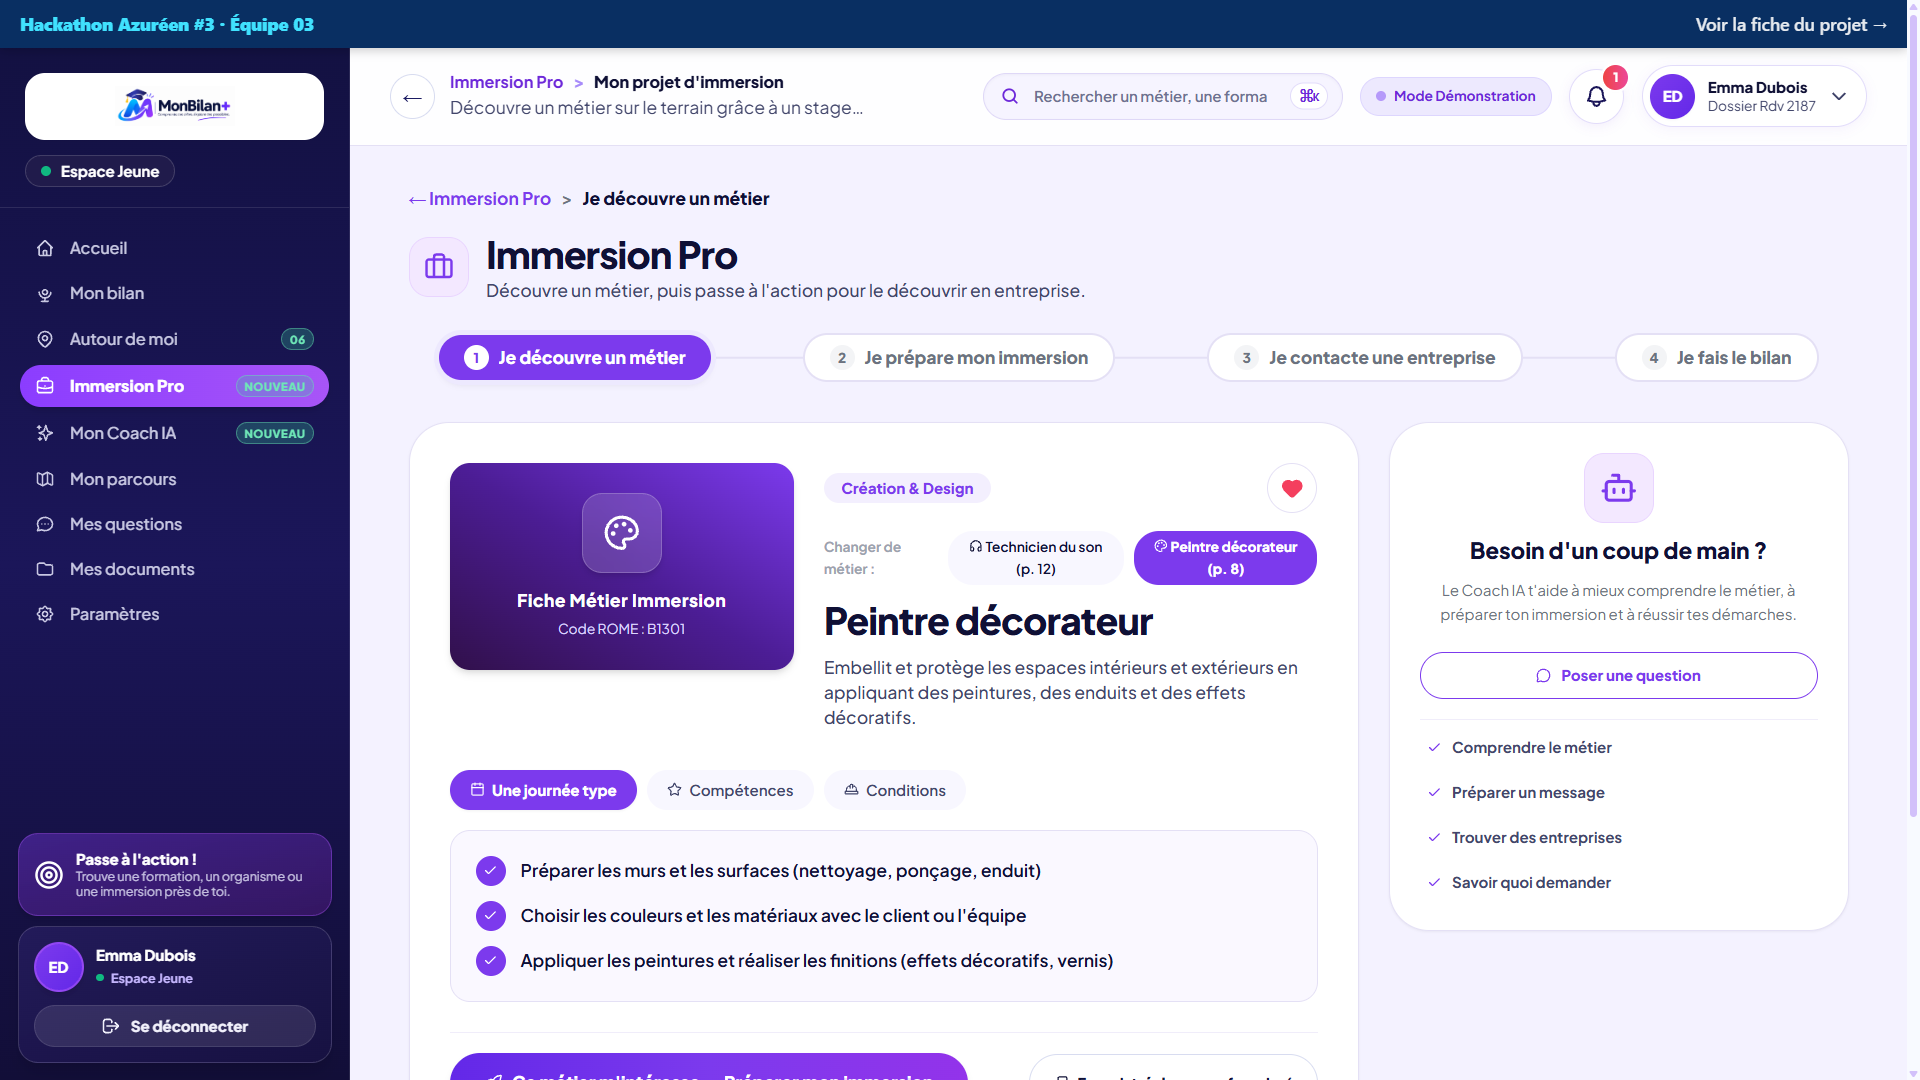 Hackathon Azuréen #3 · Équipe 03
Voir la fiche du projet →
MonBilan+
Espace Jeune
Accueil
Mon bilan
Autour de moi
06
Immersion Pro
NOUVEAU
Mon Coach IA
NOUVEAU
Mon parcours
Mes questions
Mes documents
Paramètres
Passe à l'action !
Trouve une formation, un organisme ou
une immersion près de toi.
ED
Emma Dubois
Espace Jeune
Se déconnecter
←
Immersion Pro > Mon projet d'immersion
Découvre un métier sur le terrain grâce à un stage…
Rechercher un métier, une forma
⌘K
Mode Démonstration
1
ED
Emma Dubois
Dossier Rdv 2187
← Immersion Pro > Je découvre un métier
Immersion Pro
Découvre un métier, puis passe à l'action pour le découvrir en entreprise.
1 Je découvre un métier
2 Je prépare mon immersion
3 Je contacte une entreprise
4 Je fais le bilan
Fiche Métier Immersion
Code ROME : B1301
Création & Design
Changer de
métier :
Technicien du son
(p. 12)
Peintre décorateur
(p. 8)
Peintre décorateur
Embellit et protège les espaces intérieurs et extérieurs en
appliquant des peintures, des enduits et des effets
décoratifs.
Une journée type
Compétences
Conditions
Préparer les murs et les surfaces (nettoyage, ponçage, enduit)
Choisir les couleurs et les matériaux avec le client ou l'équipe
Appliquer les peintures et réaliser les finitions (effets décoratifs, vernis)
Besoin d'un coup de main ?
Le Coach IA t'aide à mieux comprendre le métier, à
préparer ton immersion et à réussir tes démarches.
Poser une question
Comprendre le métier
Préparer un message
Trouver des entreprises
Savoir quoi demander